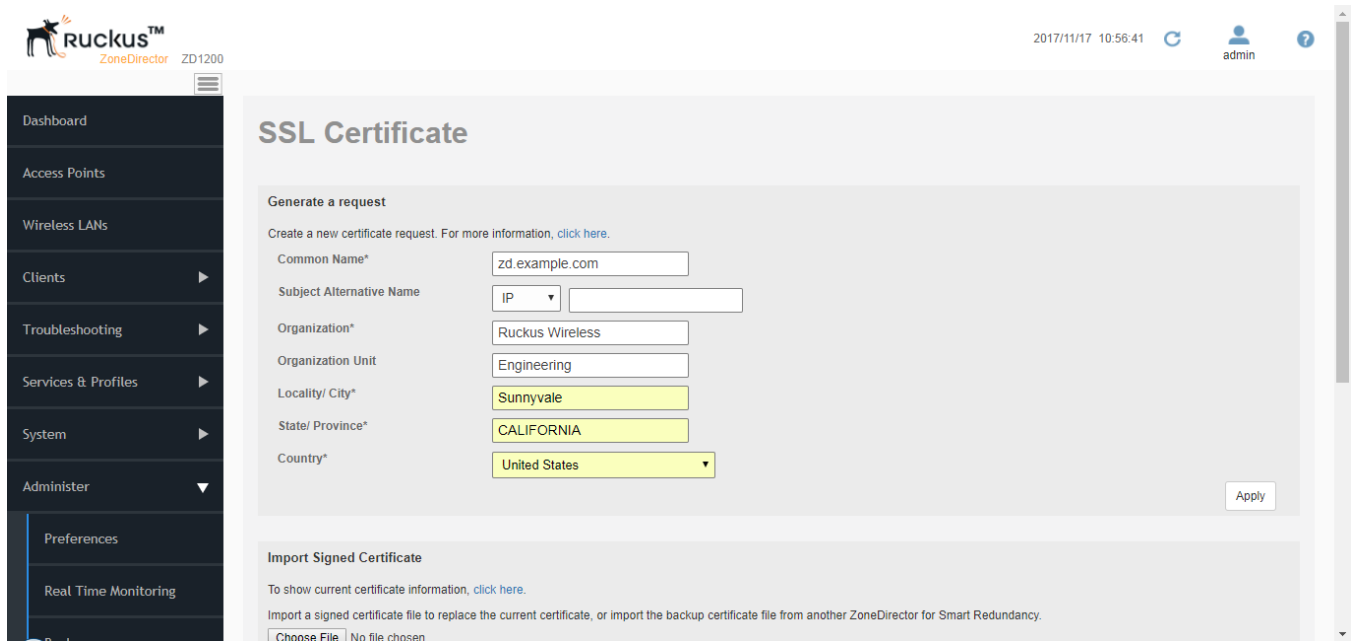 Ruckus™
ZoneDirector ZD1200
2017/11/17 10:56:41
admin
?
Dashboard
Access Points
Wireless LANs
Clients
Troubleshooting
Services & Profiles
System
Administer
Preferences
Real Time Monitoring
SSL Certificate
Generate a request
Create a new certificate request. For more information, click here.
Common Name* zd.example.com
Subject Alternative Name IP
Organization* Ruckus Wireless
Organization Unit Engineering
Locality/ City* Sunnyvale
State/ Province* CALIFORNIA
Country* United States
Apply
Import Signed Certificate
To show current certificate information, click here.
Import a signed certificate file to replace the current certificate, or import the backup certificate file from another ZoneDirector for Smart Redundancy.
Choose File No file chosen